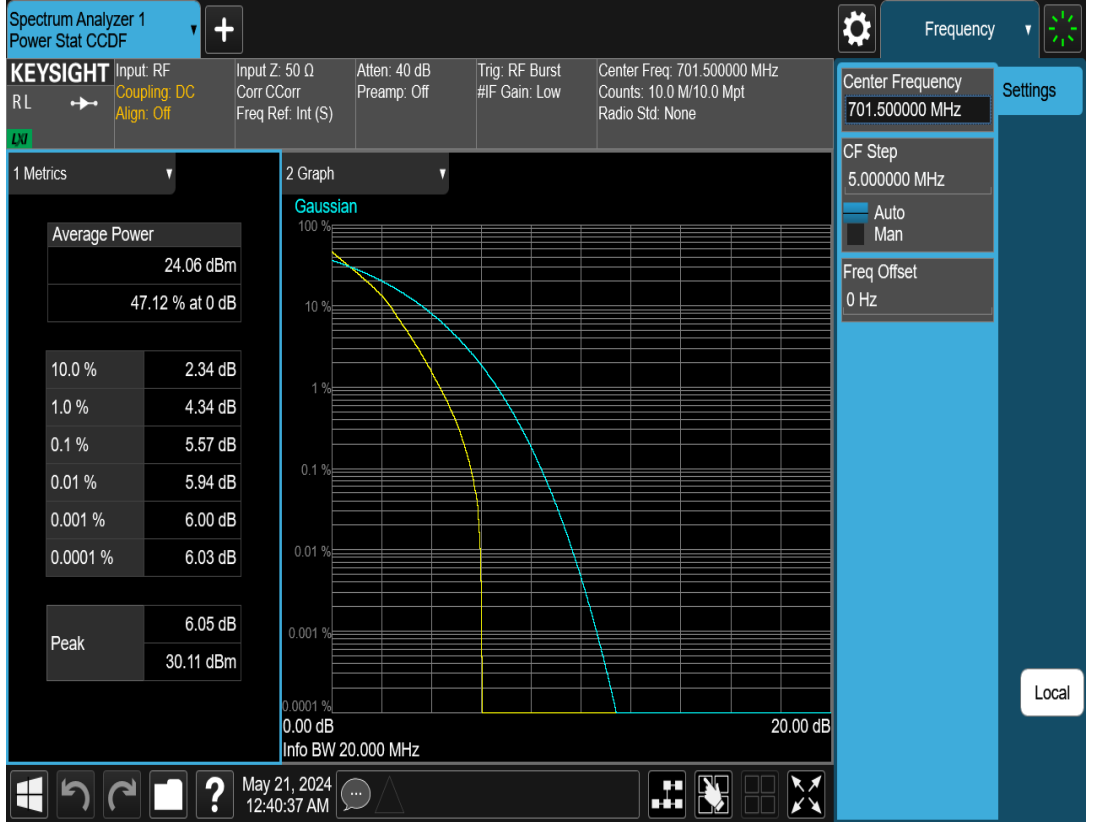 Spectrum Analyzer 1
Power Stat CCDF
Frequency
KEYSIGHT
RL
LXI
Input: RF
Coupling: DC
Align: Off
Input Z: 50 Ω
Corr CCorr
Freq Ref: Int (S)
Atten: 40 dB
Preamp: Off
Trig: RF Burst
#IF Gain: Low
Center Freq: 701.500000 MHz
Counts: 10.0 M/10.0 Mpt
Radio Std: None
Center Frequency
701.500000 MHz
Settings
CF Step
5.000000 MHz
Auto
Man
Freq Offset
0 Hz
Local
1 Metrics
Average Power
24.06 dBm
47.12 % at 0 dB
10.0 % 2.34 dB
1.0 % 4.34 dB
0.1 % 5.57 dB
0.01 % 5.94 dB
0.001 % 6.00 dB
0.0001 % 6.03 dB
Peak
6.05 dB
30.11 dBm
2 Graph
Gaussian
100 %
10 %
1 %
0.1 %
0.01 %
0.001 %
0.0001 %
0.00 dB 20.00 dB
Info BW 20.000 MHz
?
May 21, 2024
12:40:37 AM